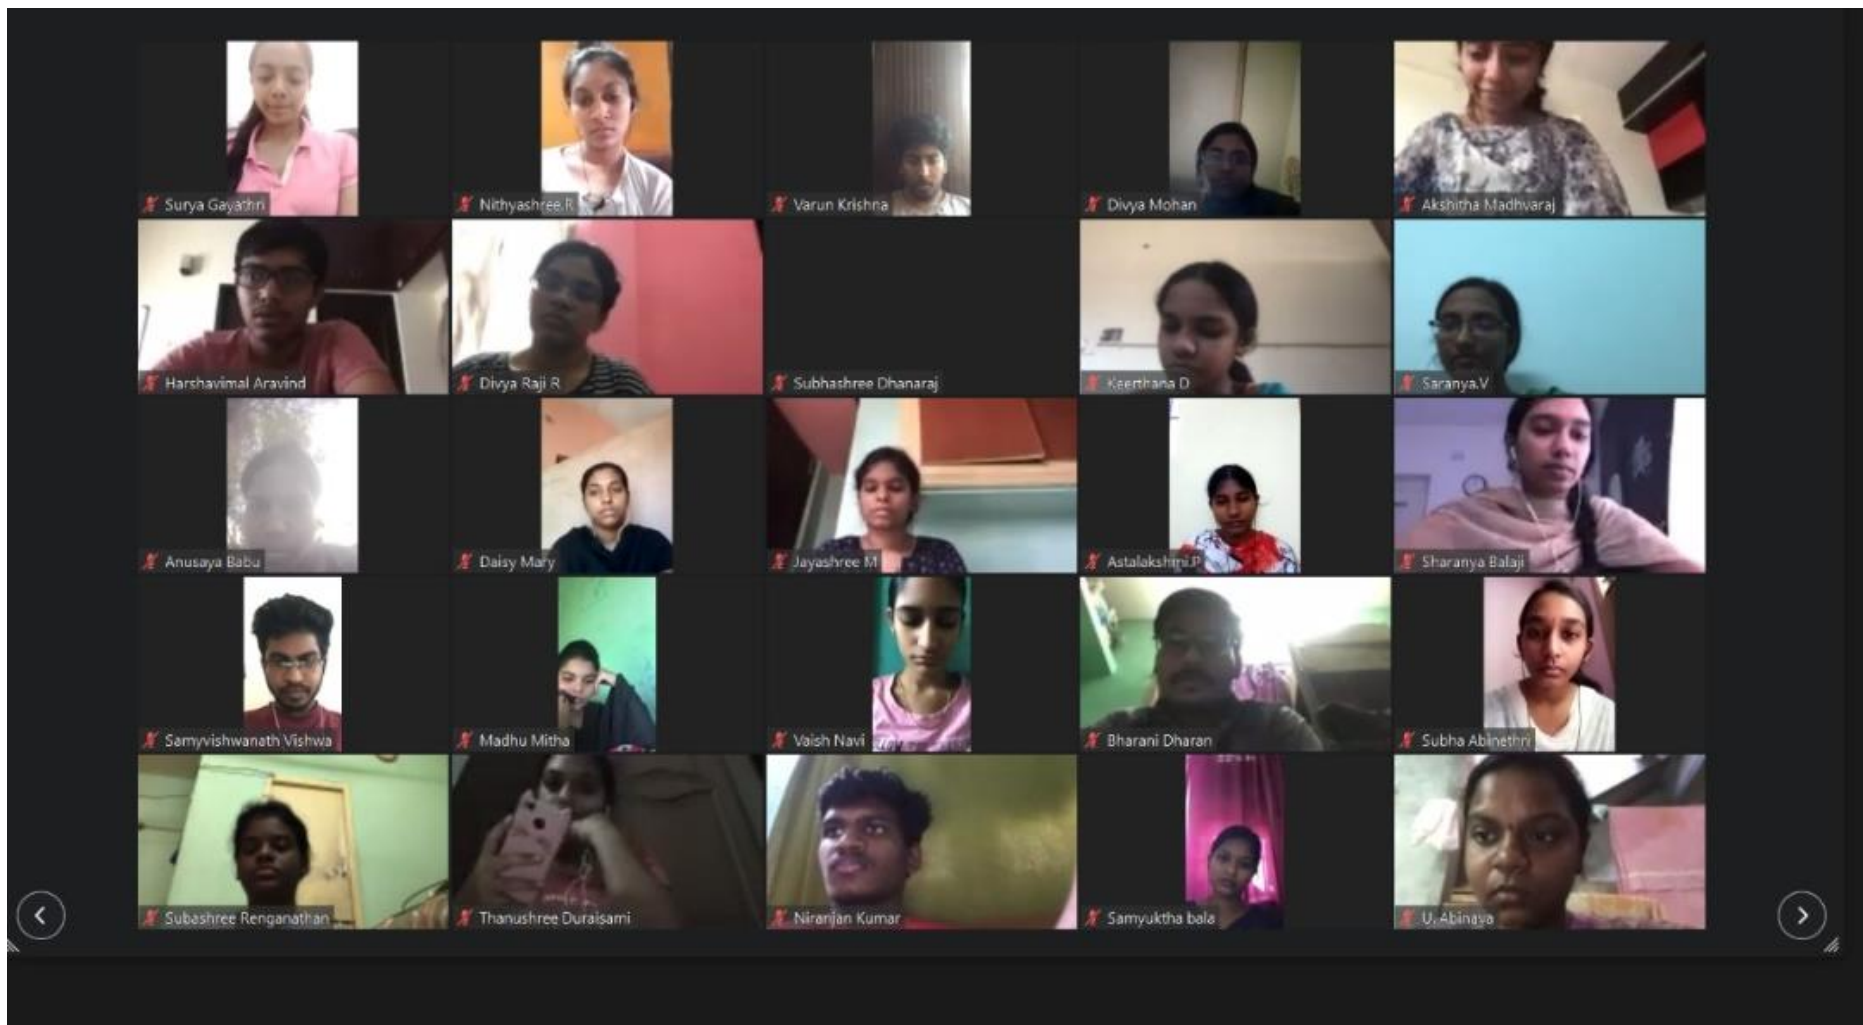 Surya Gayathri
Nithyashree.R
Varun Krishna
Divya Mohan
Akshitha Madhvaraj
Harshavimal Aravind
Divya Raji R
Subhashree Dhanaraj
Keerthana D
Saranya.V
Anusaya Babu
Daisy Mary
Jayashree M
Astalakshmi.P
Sharanya Balaji
Samyvishwanath Vishwa
Madhu Mitha
Vaish Navi
Bharani Dharan
Subha Abinethri
Subashree Renganathan
Thanushree Duraisami
Niranjan Kumar
Samyuktha bala
U. Abinaya